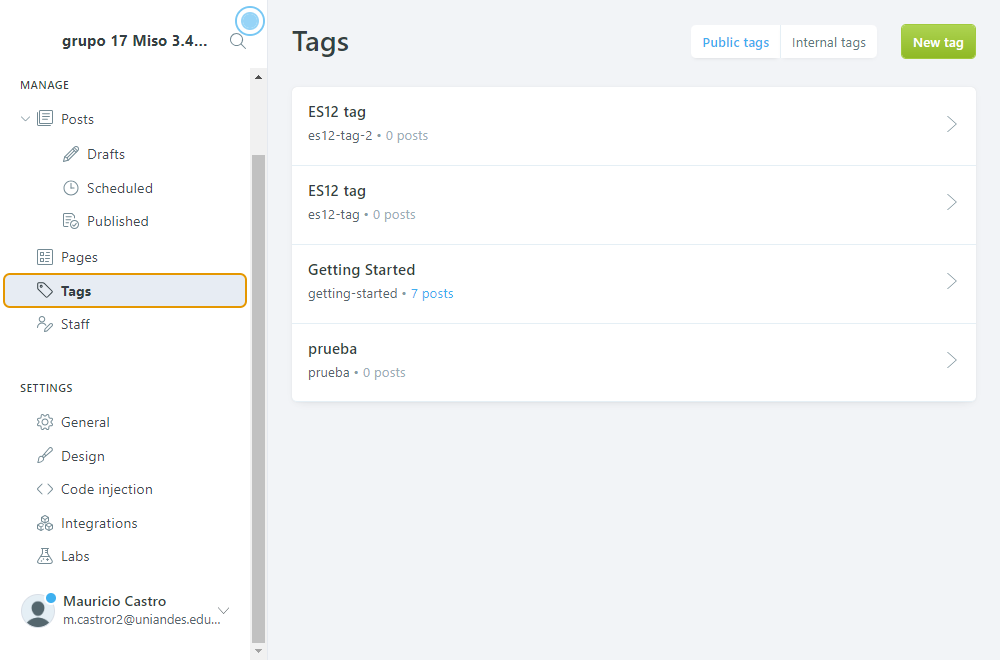 grupo 17 Miso 3.4...
MANAGE
Posts
Drafts
Scheduled
Published
Pages
Tags
Staff
SETTINGS
General
Design
Code injection
Integrations
Labs
Mauricio Castro
m.castror2@uniandes.edu...
Tags
Public tags
Internal tags
New tag
ES12 tag
es12-tag-2 • 0 posts
ES12 tag
es12-tag • 0 posts
Getting Started
getting-started • 7 posts
prueba
prueba • 0 posts